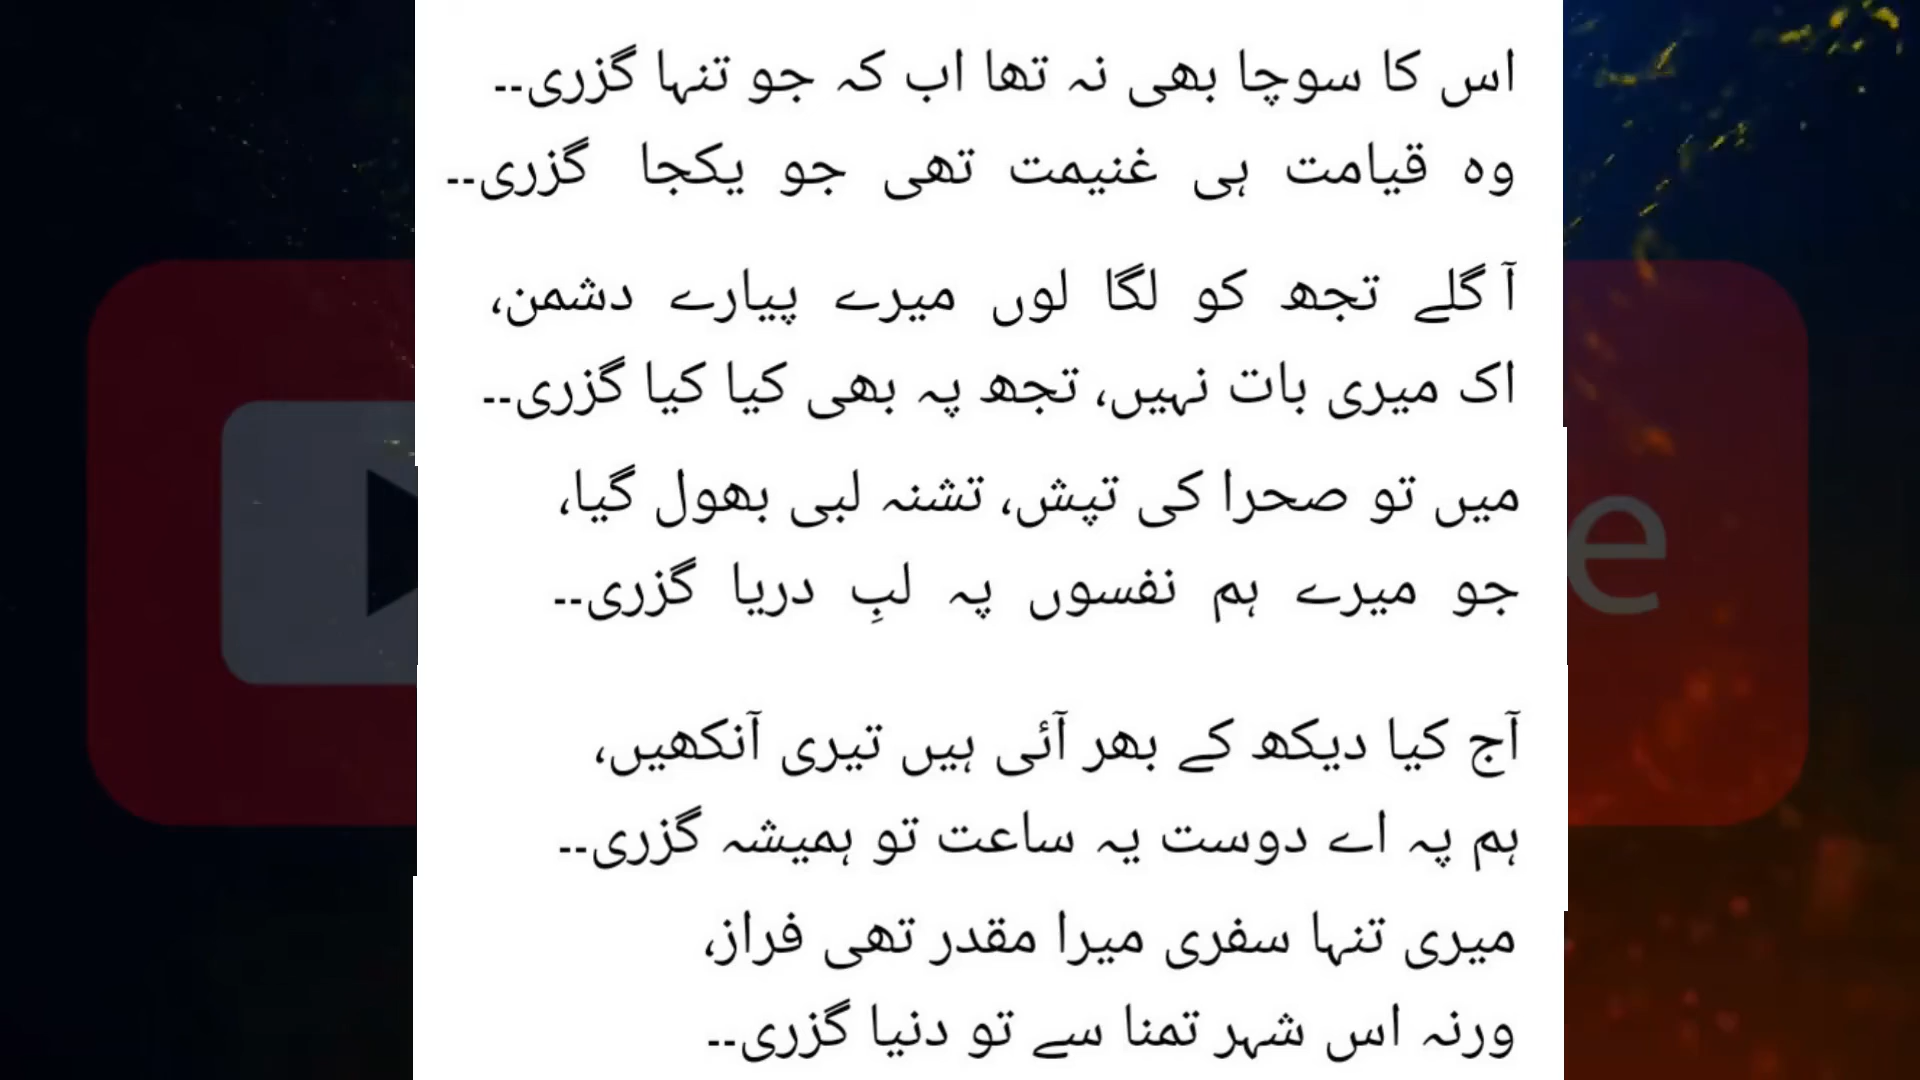 اس کا سوچا بھی نہ تھا اب کہ جو تنہا گزری--
وہ قیامت ہی غنیمت تھی جو یکجا گزری--
آ گلے تجھ کو لگا لوں میرے پیارے دشمن،
اک میری بات نہیں، تجھ پہ بھی کیا کیا گزری--
میں تو صحرا کی تپش، تشنہ لبی بھول گیا،
جو میرے ہم نفسوں پہ لبِ دریا گزری--
آج کیا دیکھ کے بھر آئی ہیں تیری آنکھیں،
ہم پہ اے دوست یہ ساعت تو ہمیشہ گزری--
میری تنہا سفری میرا مقدر تھی فراز،
ورنہ اس شہر تمنا سے تو دنیا گزری--
e